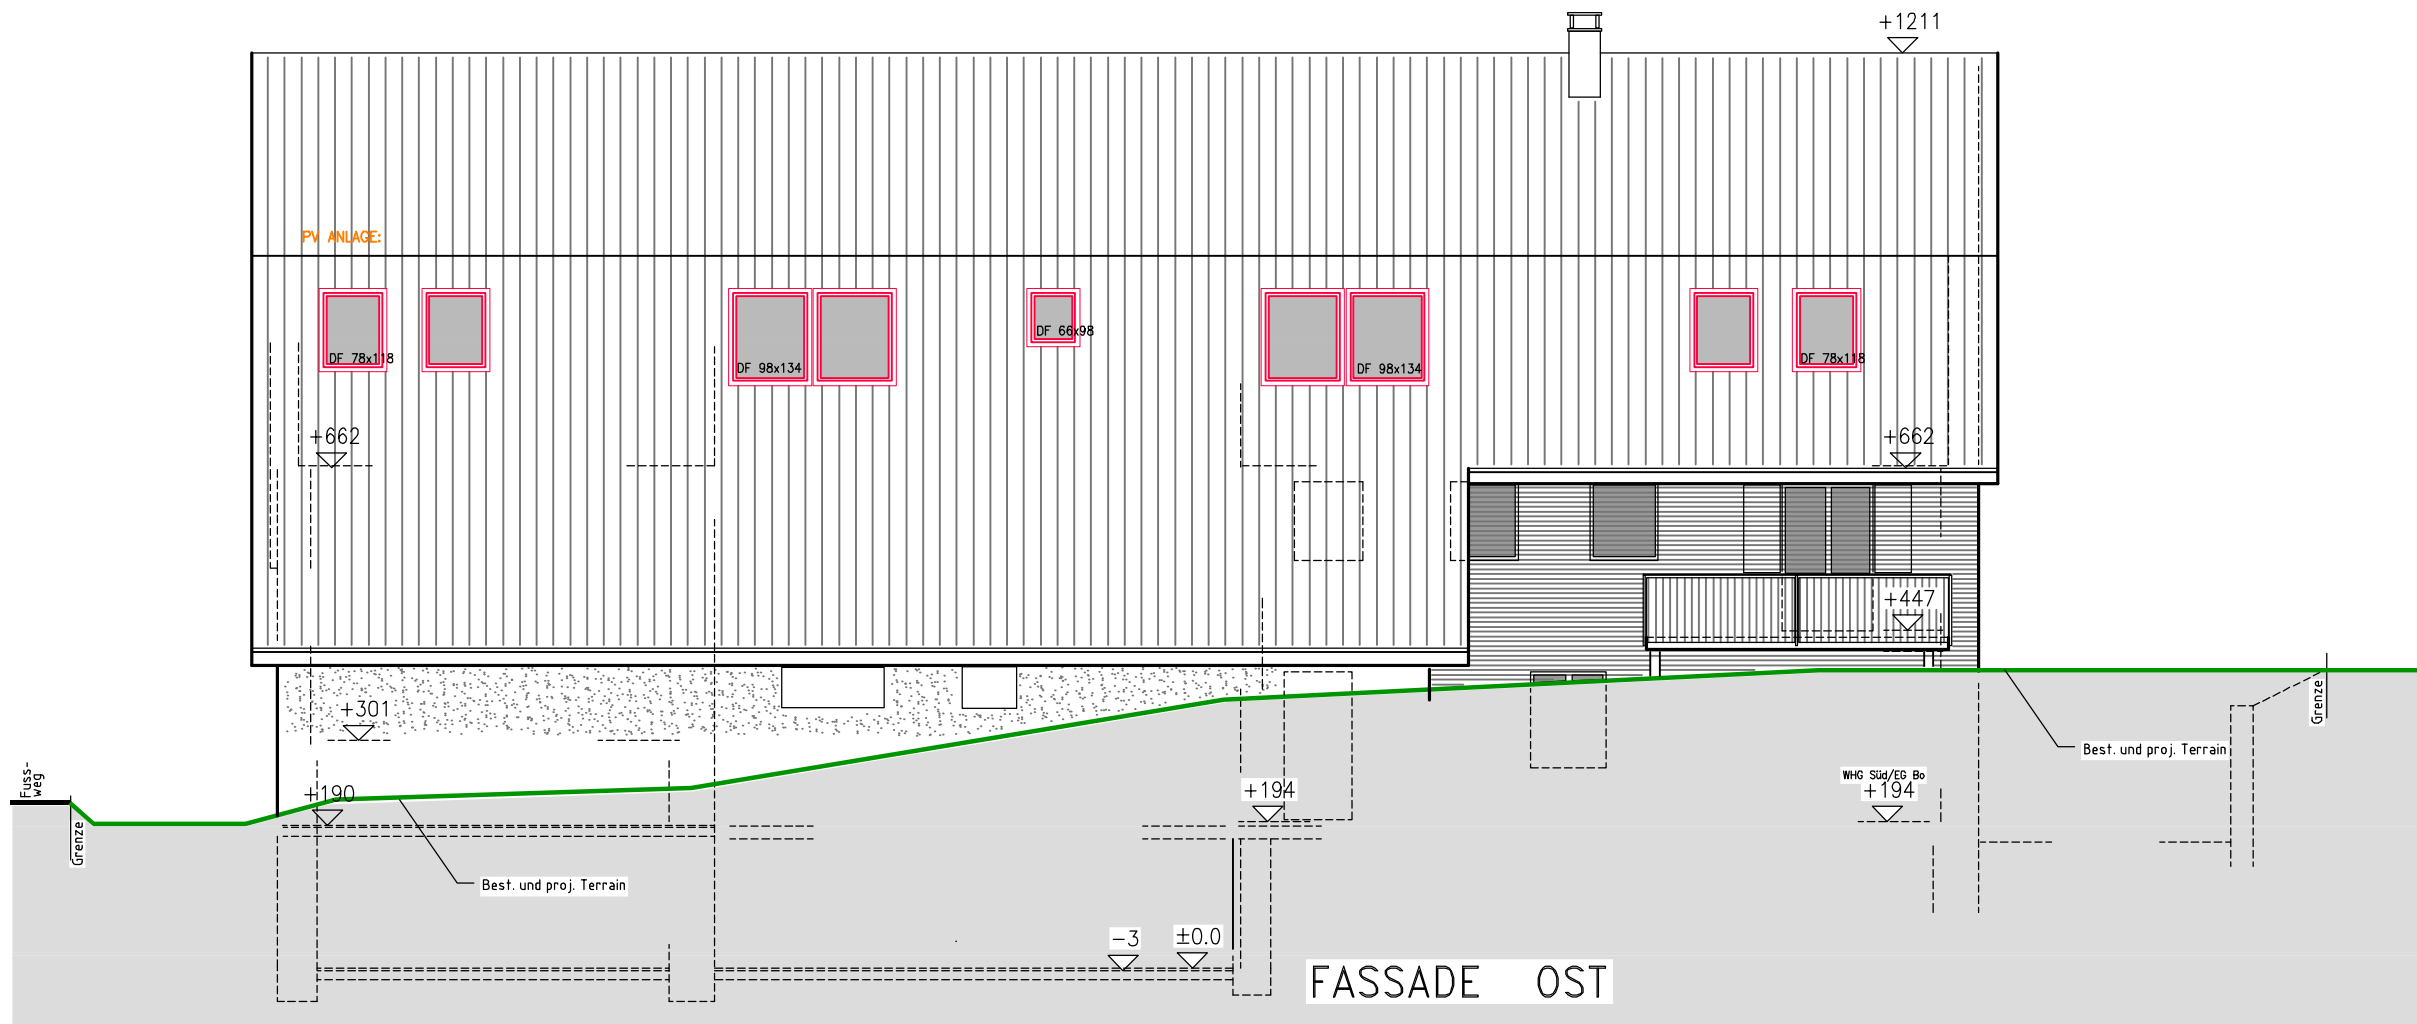 +1211
PV ANLAGE:
DF 66x98
DF 78x118
DF 98x134
DF 98x134
DF 78x118
+662
+662
+447
Grenze
+301
Best. und proj. Terrain
Fuss-
weg
WHG Süd/EG Bo
+190
+194
+194
Grenze
Best. und proj. Terrain
-3
±0.0
FASSADE OST